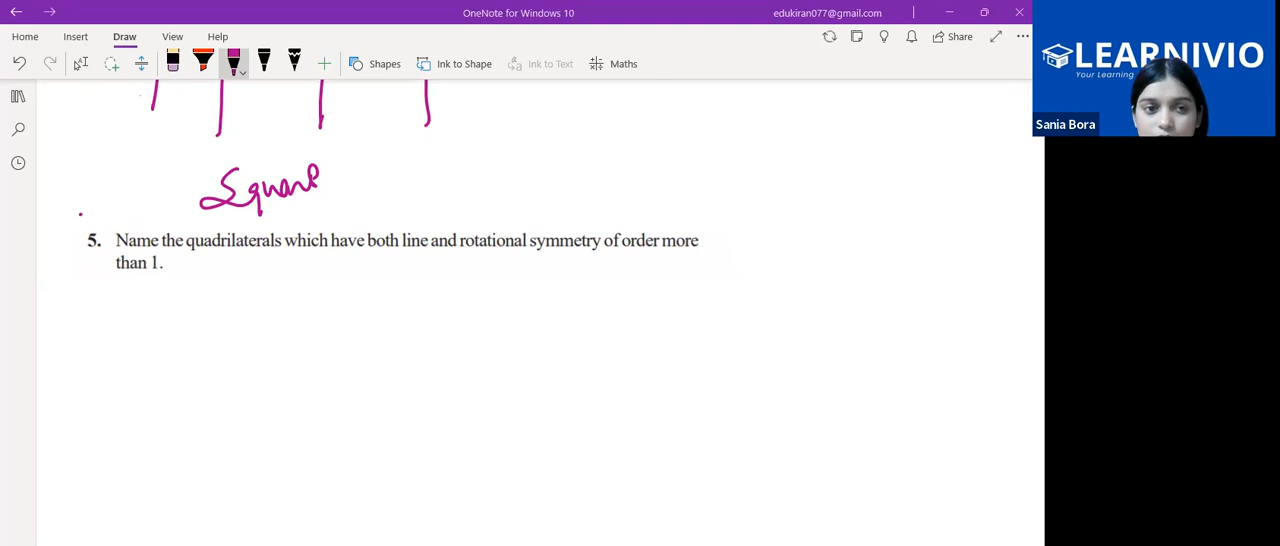 OneNote for Windows 10
edukiran077@gmail.com
Home Insert Draw View Help
Share
Shapes Ink to Shape Ink to Text Maths
LEARNIVIO
Your Learning
Sania Bora
Square
5. Name the quadrilaterals which have both line and rotational symmetry of order more
than 1.